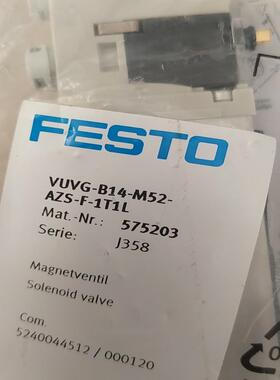 FESTO
VUVG-B14-M52-
AZS-F-1T1L
Mat.-Nr.: 575203
Serie: J358
Magnetventil
Solenoid valve
Com.
5240044512 / 000120